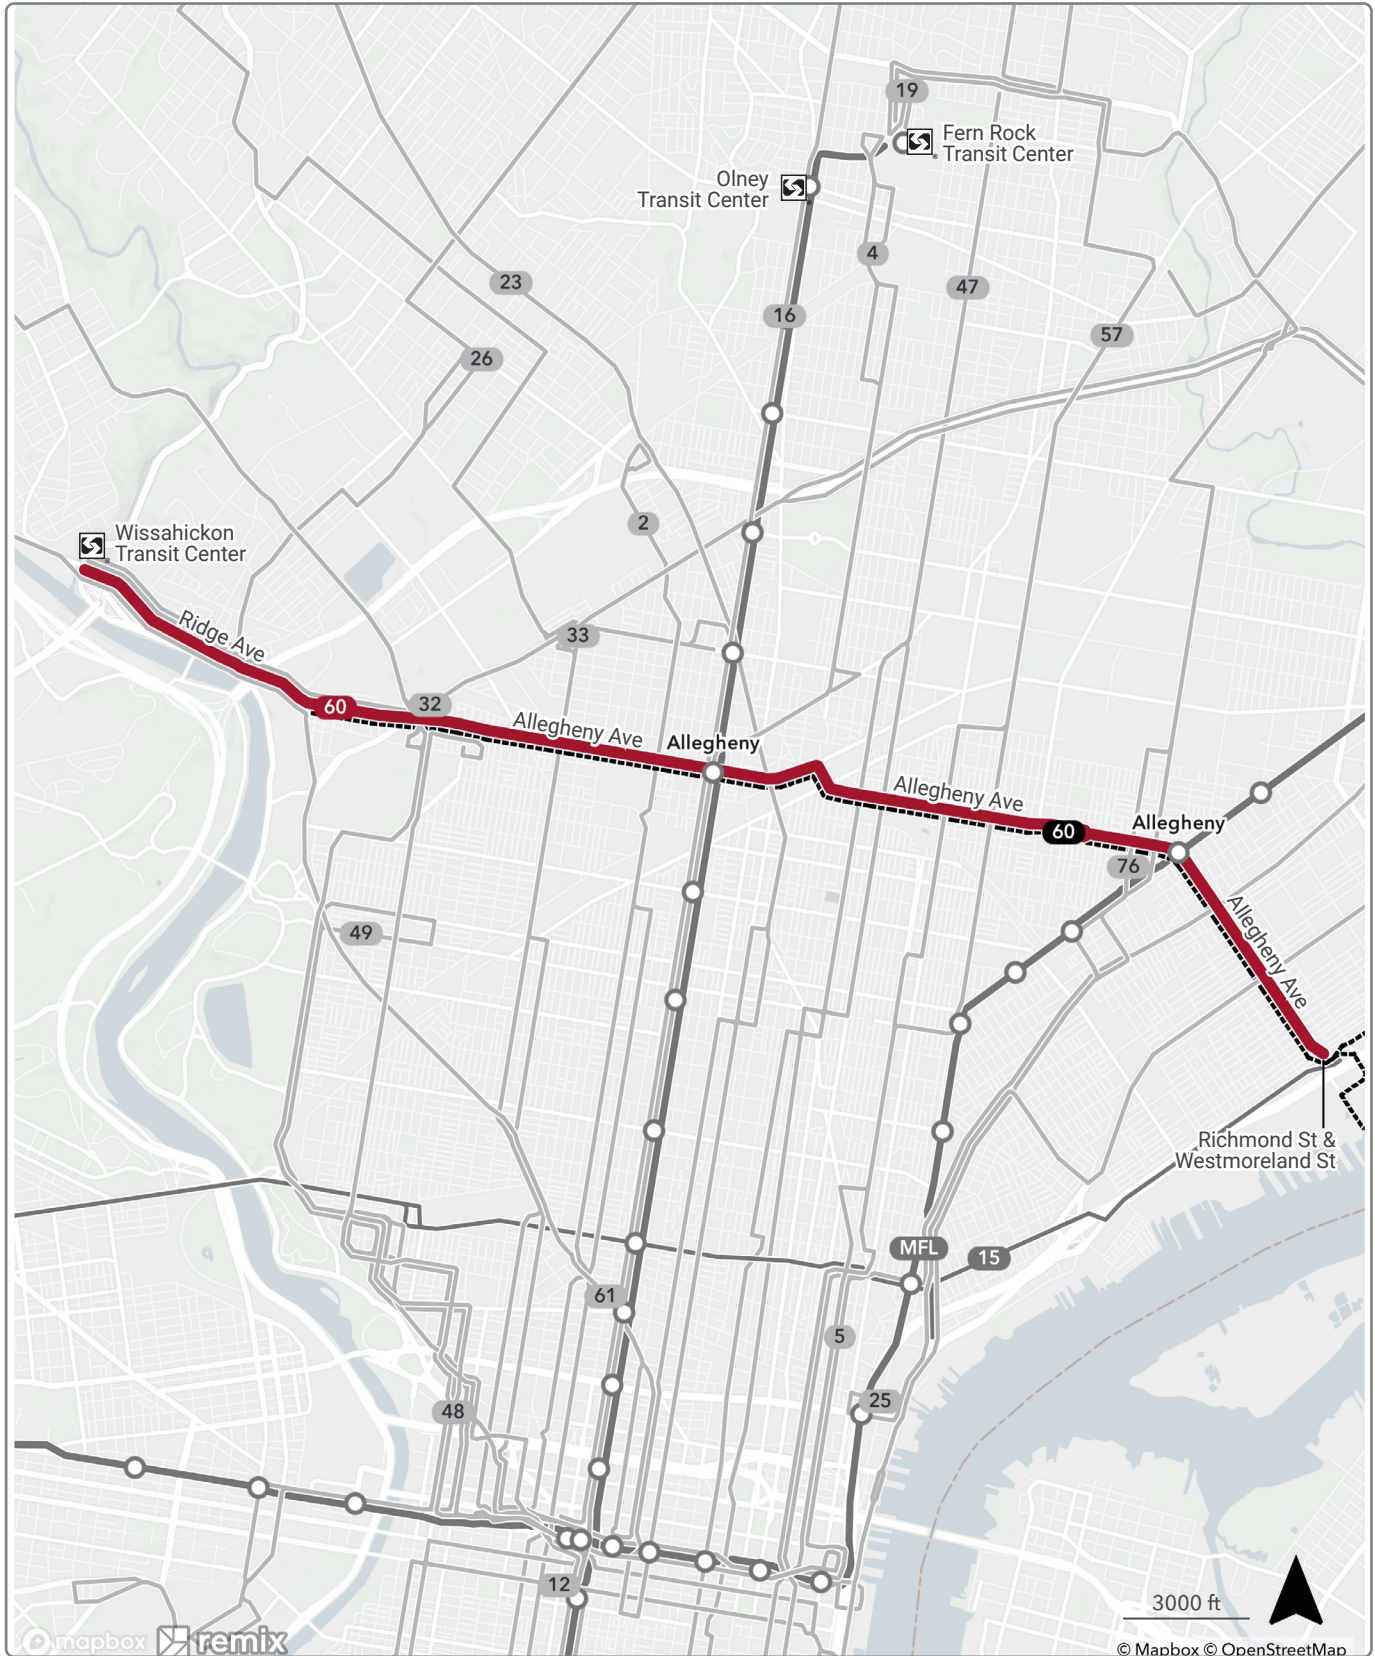 19
Fern Rock
Transit Center
Olney
Transit Center
4
23
47
16
57
26
2
Wissahickon
Transit Center
Ridge Ave
33
60
32
Allegheny Ave
Allegheny
Allegheny Ave
Allegheny
60
76
Allegheny Ave
49
Richmond St &
Westmoreland St
MFL
15
61
5
25
48
12
3000 ft
mapbox
remix
© Mapbox © OpenStreetMap